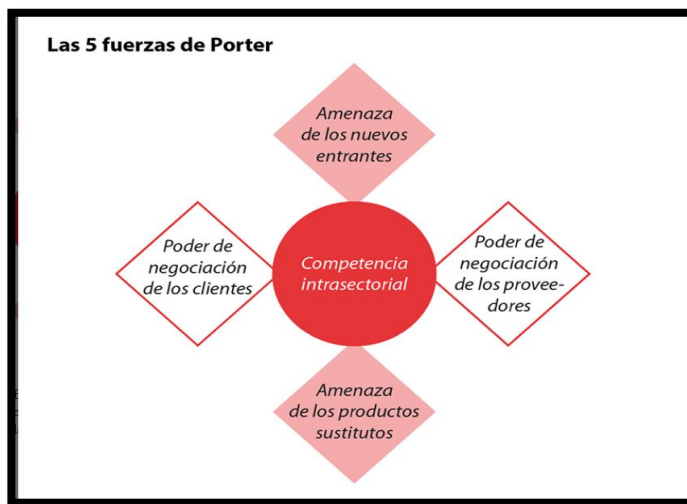 Las 5 fuerzas de Porter
Amenaza
de los nuevos
entrantes
Poder de
negociación
de los clientes
Competencia
intrasectorial
Poder de
negociación
de los provee-
dores
Amenaza
de los productos
sustitutos